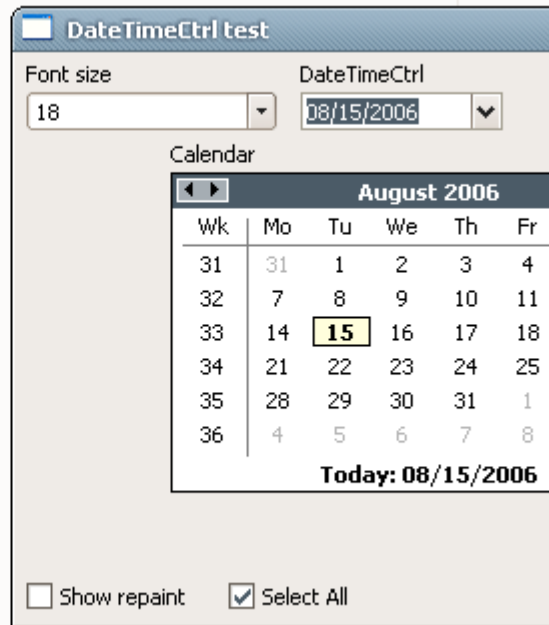 DateTimeCtrl test
Font size DateTimeCtrl
18 08/15/2006
Calendar
August 2006
Wk Mo Tu We Th Fr
31 31 1 2 3 4
32 7 8 9 10 11
33 14 15 16 17 18
34 21 22 23 24 25
35 28 29 30 31 1
36 4 5 6 7 8
Today: 08/15/2006
Show repaint Select All